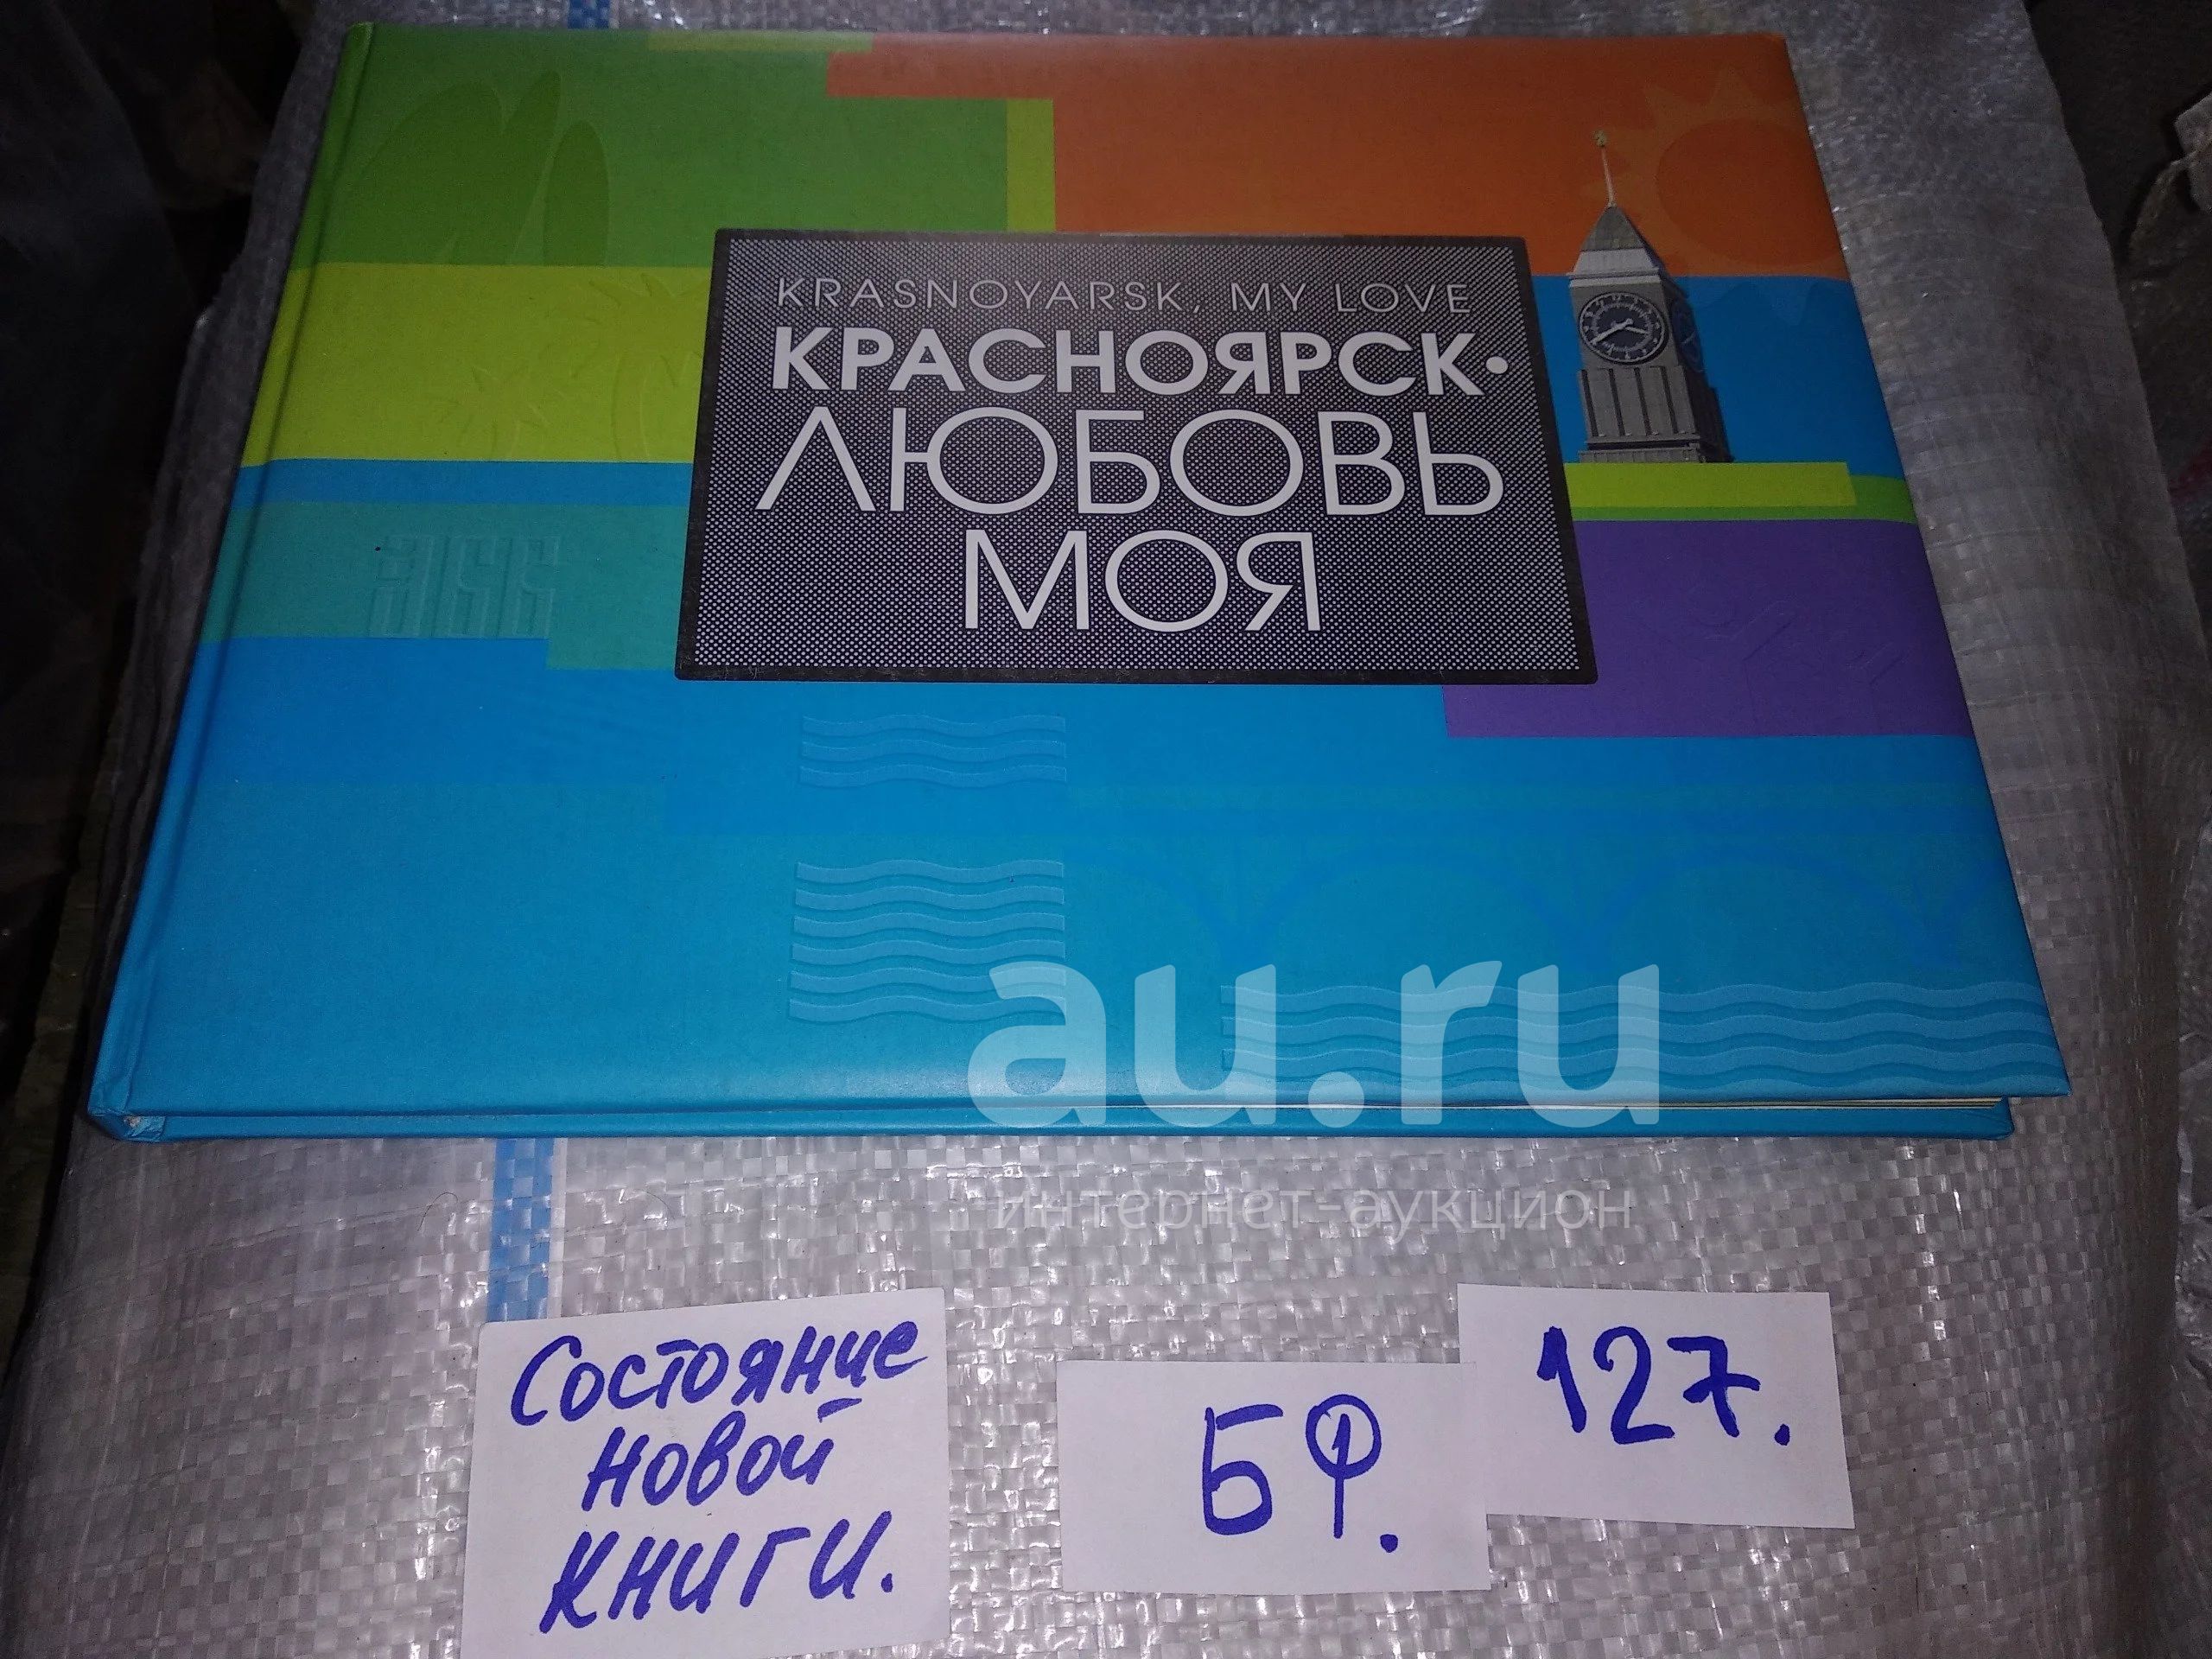 KRASNOYARSK, MY LOVE
КРАСНОЯРСК•
ЛЮБОВЬ
МОЯ
au.ru
интернет-аукцион
Состояние
новой
книги.
БФ.
127.